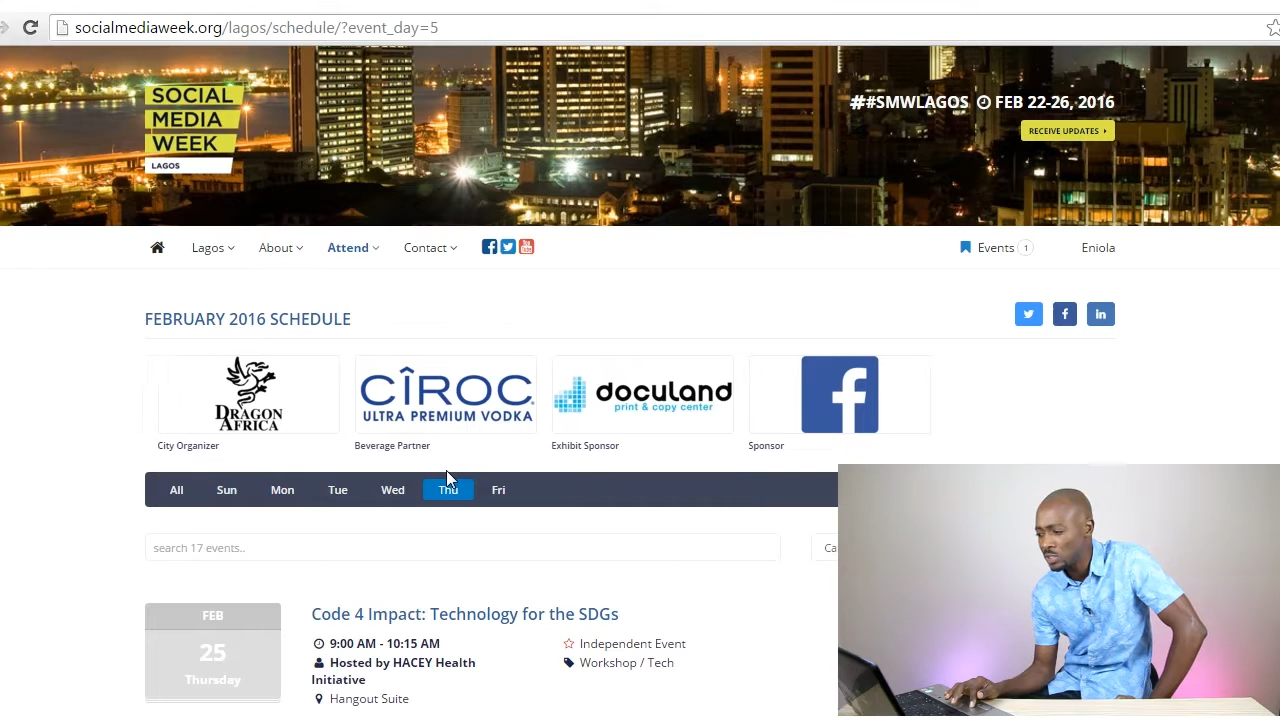 socialmediaweek.org/lagos/schedule/?event_day=5
SOCIAL
MEDIA
WEEK
LAGOS
##SMWLAGOS FEB 22-26, 2016
RECEIVE UPDATES
Lagos About Attend Contact You Tube Events 1 Eniola
FEBRUARY 2016 SCHEDULE
DRAGON
AFRICA
CÎROC
ULTRA PREMIUM VODKA
doculand
print & copy center
City Organizer Beverage Partner Exhibit Sponsor Sponsor
All Sun Mon Tue Wed Thu Fri
search 17 events.. Ca
FEB
25
Thursday
Code 4 Impact: Technology for the SDGs
9:00 AM - 10:15 AM Independent Event
Hosted by HACEY Health Workshop / Tech
Initiative
Hangout Suite